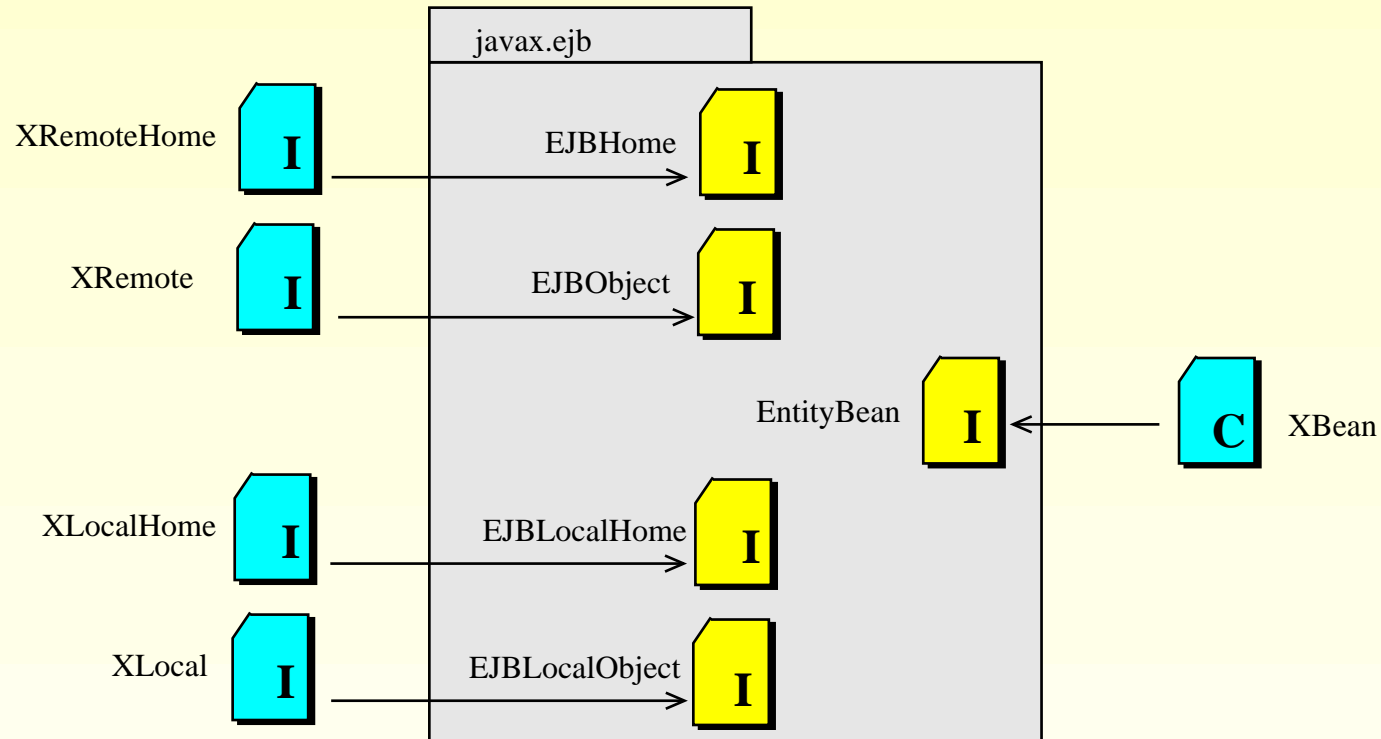 javax.ejb
XRemoteHome
I
EJBHome
I
XRemote
I
EJBObject
I
EntityBean
I
C
XBean
XLocalHome
I
EJBLocalHome
I
XLocal
I
EJBLocalObject
I